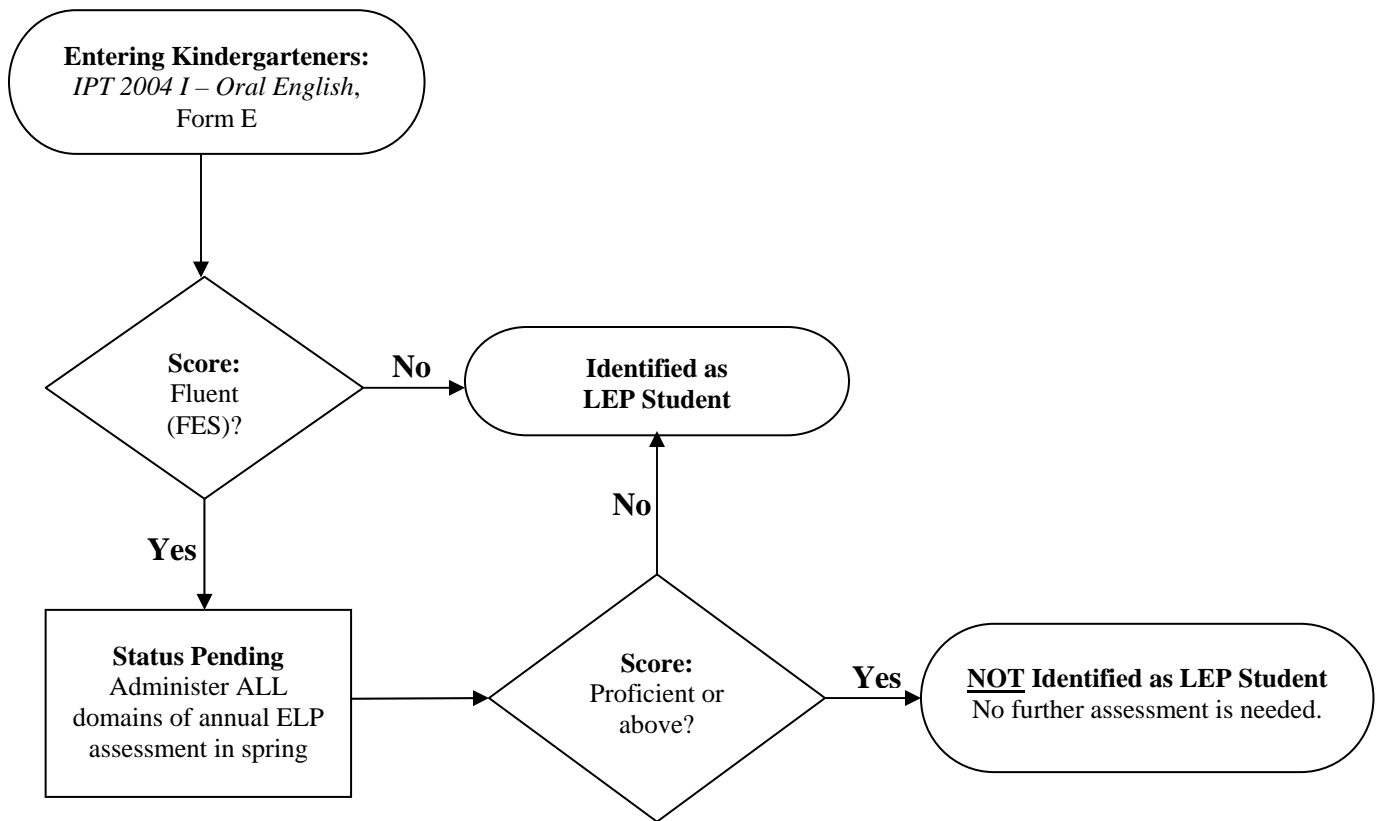 Entering Kindergarteners:
IPT 2004 I – Oral English,
Form E
Score:
Fluent
(FES)?
No
Identified as
LEP Student
Yes
No
Status Pending
Administer ALL
domains of annual ELP
assessment in spring
Score:
Proficient or
above?
Yes
NOT Identified as LEP Student
No further assessment is needed.